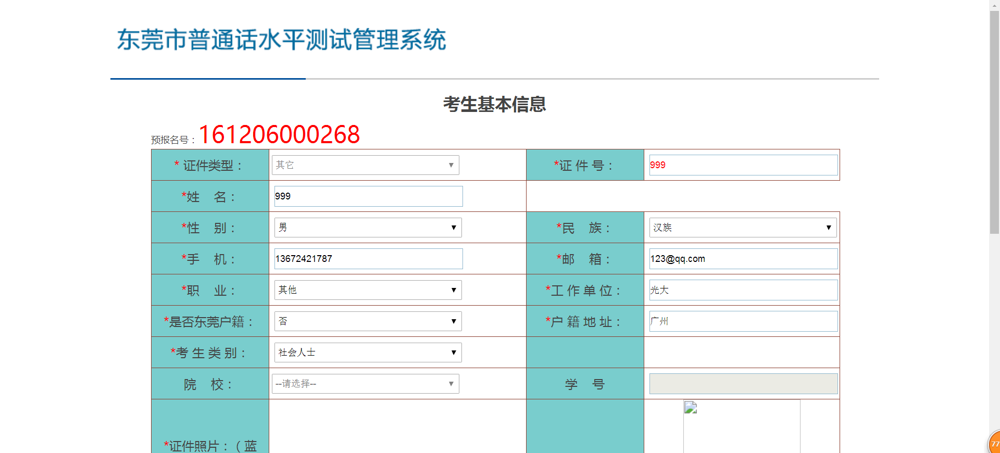 东莞市普通话水平测试管理系统
考生基本信息
预报名号：161206000268
* 证件类型： 其它 *证 件 号： 999
*姓 名： 999
*性 别： 男 *民 族： 汉族
*手 机： 13672421787 *邮 箱： 123@qq.com
*职 业： 其他 *工 作 单 位： 光大
*是否东莞户籍： 否 *户 籍 地 址： 广州
*考 生 类 别： 社会人士
院 校： --请选择-- 学 号
*证件照片：（蓝
77